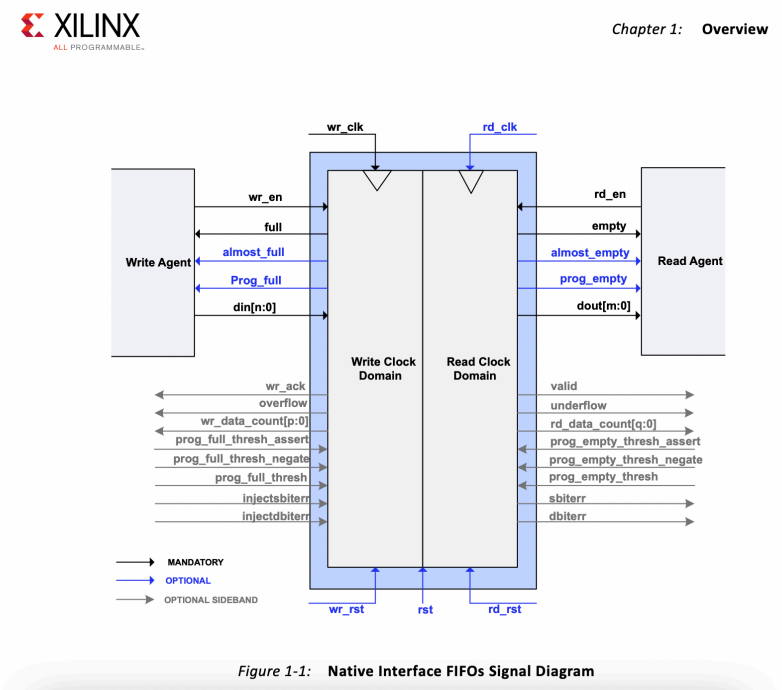 XILINX
ALL PROGRAMMABLE™
Chapter 1: Overview
wr_clk
rd_clk
wr_en
rd_en
full
empty
almost_full
almost_empty
Write Agent
Read Agent
Prog_full
prog_empty
din[n:0]
dout[m:0]
Write Clock
Domain
Read Clock
Domain
wr_ack
valid
overflow
underflow
wr_data_count[p:0]
rd_data_count[q:0]
prog_full_thresh_assert
prog_empty_thresh_assert
prog_full_thresh_negate
prog_empty_thresh_negate
prog_full_thresh
prog_empty_thresh
injectsbiterr
sbiterr
injectdbiterr
dbiterr
MANDATORY
OPTIONAL
OPTIONAL SIDEBAND
wr_rst
rst
rd_rst
Figure 1-1: Native Interface FIFOs Signal Diagram